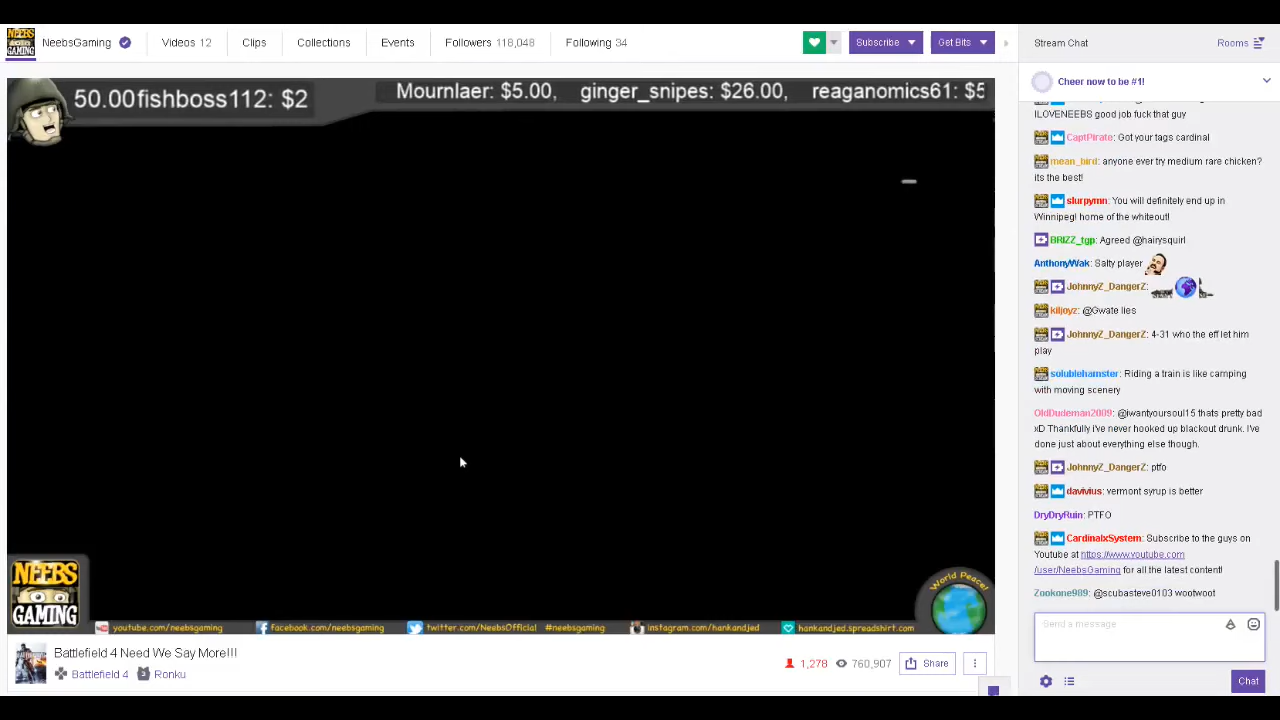 NEEBS GAMING
NeebsGaming
Videos 12
Clips
Collections
Events
Followers 118,048
Following 34
Subscribe
Get Bits
Stream Chat
Rooms
50.00fishboss112: $2
Mournlaer: $5.00, ginger_snipes: $26.00, reaganomics61: $5
Cheer now to be #1!
ILOVENEEBS good job fuck that guy
CaptPirate: Got your tags cardinal
mean_bird: anyone ever try medium rare chicken?
its the best!
slurpymn: You will definitely end up in
Winnipeg! home of the whiteout!
BRIZZ_tgp: Agreed @hairysquirl
AnthonyWak: Salty player
JohnnyZ_DangerZ:
kiljoyz: @Gwate lies
JohnnyZ_DangerZ: 4-31 who the eff let him
play
solublehamster: Riding a train is like camping
with moving scenery
OldDudeman2009: @iwantyoursoul15 thats pretty bad
xD Thankfully i've never hooked up blackout drunk. I've
done just about everything else though.
JohnnyZ_DangerZ: ptfo
davivius: vermont syrup is better
DryDryRuin: PTFO
CardinalxSystem: Subscribe to the guys on
Youtube at https://www.youtube.com
/user/NeebsGaming for all the latest content!
Zookone989: @scubasteve0103 wootwoot
Send a message
Chat
NEEBS
GAMING
World Peace!
youtube.com/neebsgaming
facebook.com/neebsgaming
twitter.com/NeebsOfficial #neebsgaming
instagram.com/hankandjed
hankandjed.spreadshirt.com
Battlefield 4 Need We Say More!!!
Battlefield 4
Ronku
1,278
760,907
Share